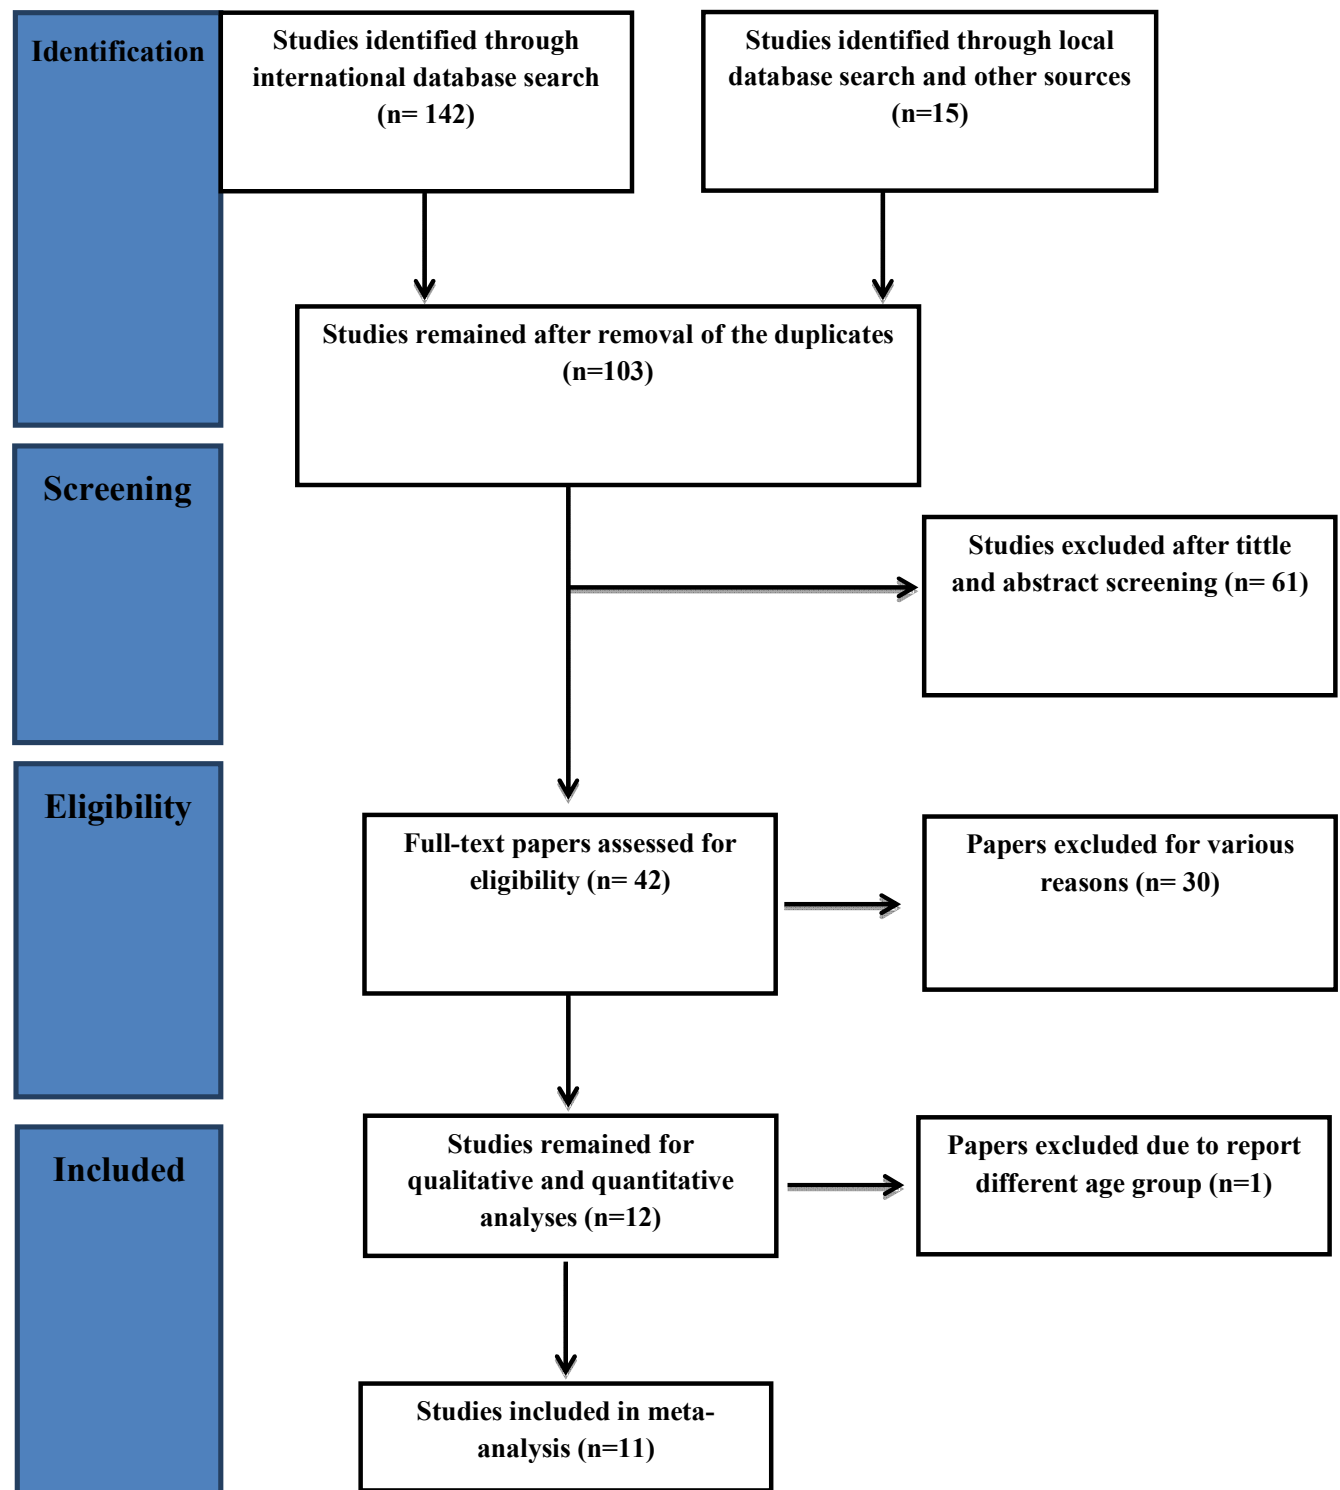 Identification
Studies identified through
international database search
(n= 142)
Studies identified through local
database search and other sources
(n=15)
Studies remained after removal of the duplicates
(n=103)
Screening
Studies excluded after tittle
and abstract screening (n= 61)
Eligibility
Full-text papers assessed for
eligibility (n= 42)
Papers excluded for various
reasons (n= 30)
Included
Studies remained for
qualitative and quantitative
analyses (n=12)
Papers excluded due to report
different age group (n=1)
Studies included in meta-
analysis (n=11)